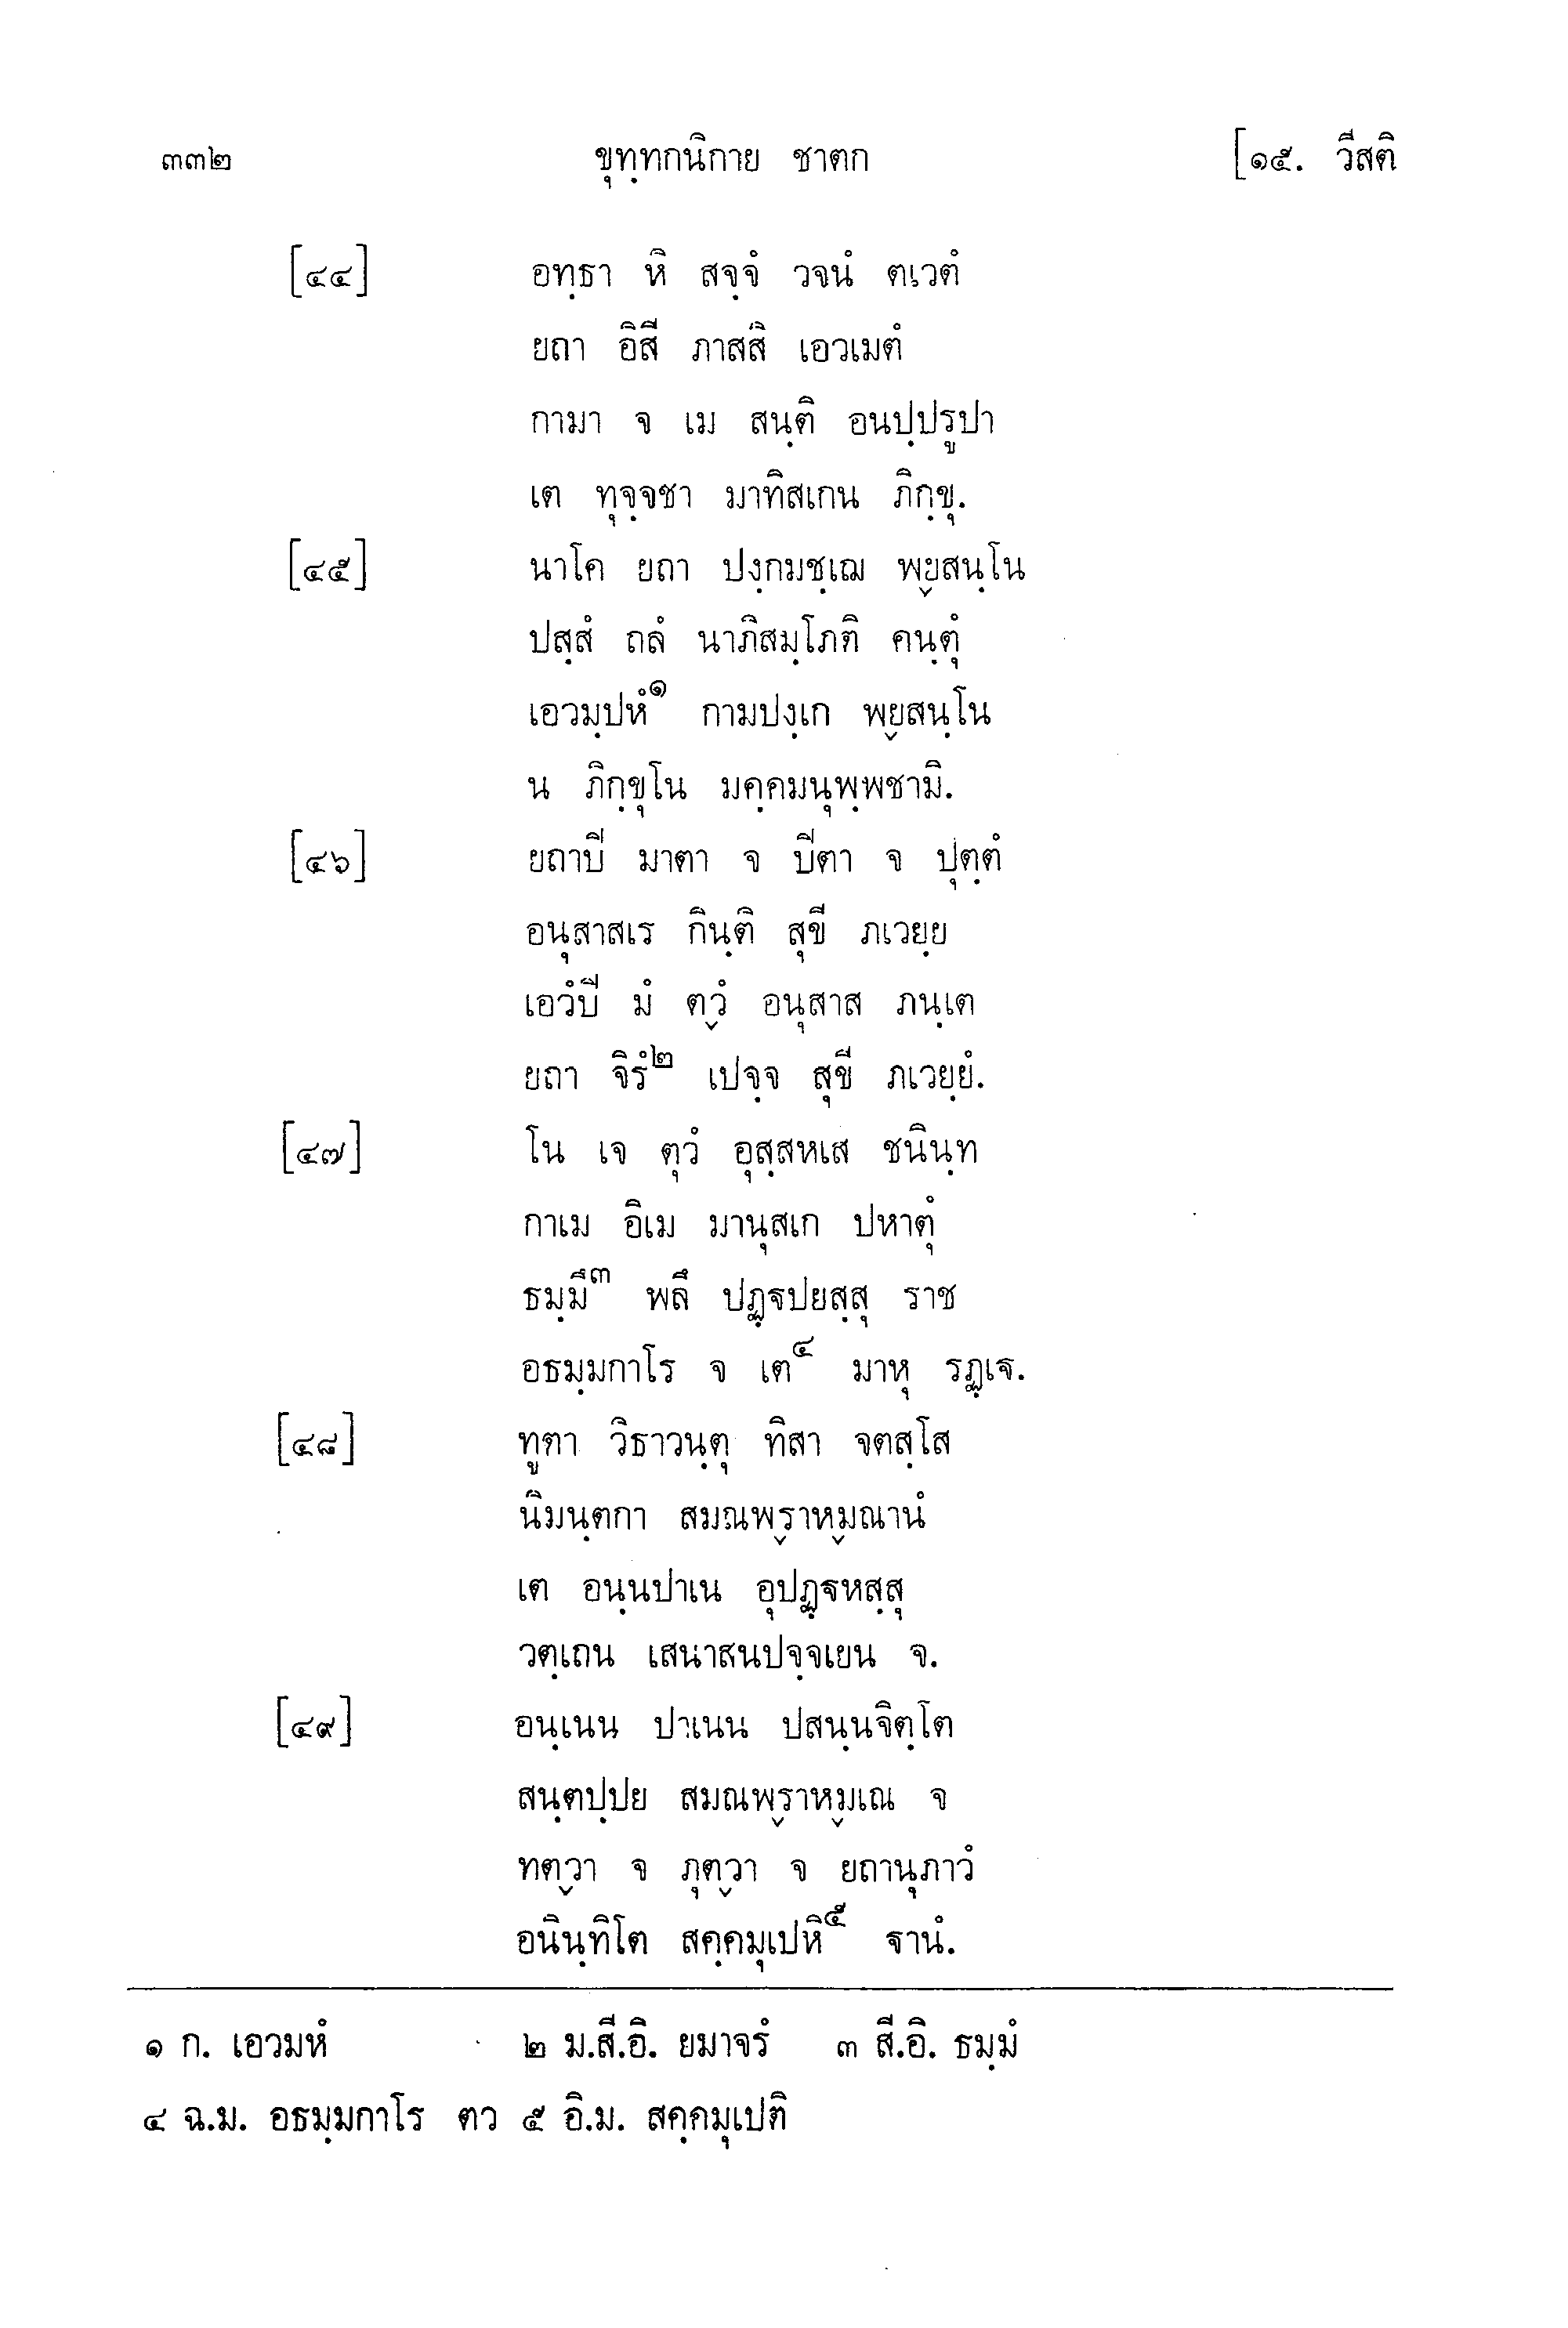 ๓๓๒ ขุทฺทกนิกาย ชาตก [๑๕. วีสติ
[๔๔] อทฺธา หิ สจฺจํ วจนํ ตเวตํ
ยถา อิสี ภาสสิ เอวเมตํ
กามา จ เม สนฺติ อนปฺปรูปา
เต ทุจฺจชา มาทิสเกน ภิกฺขุ.
[๔๕] นาโค ยถา ปงฺกมชฺเฌ พฺยสนฺโน
ปสฺสํ ถลํ นาภิสมฺโภติ คนฺตุํ
เอวมฺปหํ๑ กามปงฺเก พฺยสนฺโน
น ภิกฺขุโน มคฺคมนุพฺพชามิ.
[๔๖] ยถาปี มาตา จ ปีตา จ ปุตฺตํ
อนุสาสเร กินฺติ สุขี ภเวยฺย
เอวํปี มํ ตฺวํ อนุสาส ภนฺเต
ยถา จิรํ๒ เปจฺจ สุขี ภเวยฺยํ.
[๔๗] โน เจ ตุวํ อุสฺสหเส ชนินฺท
กาเม อิเม มานุสเก ปหาตุํ
ธมฺมึ๓ พลึ ปฏฺฐปยสฺสุ ราช
อธมฺมกาโร จ เต๔ มาหุ รฏฺเฐ.
[๔๘] ทูตา วิธาวนฺตุ ทิสา จตสฺโส
นิมนฺตกา สมณพฺราหฺมณานํ
เต อนฺนปาเน อุปฏฺฐหสฺสุ
วตฺเถน เสนาสนปจฺจเยน จ.
[๔๙] อนฺเนน ปาเนน ปสนฺนจิตฺโต
สนฺตปฺปย สมณพฺราหฺมเณ จ
ทตฺวา จ ภุตฺวา จ ยถานุภาวํ
อนินฺทิโต สคฺคมุเปหิ๕ ฐานํ.
๑ ก. เอวมหํ ๒ ม.สี.อิ. ยมาจรํ ๓ สี.อิ. ธมฺมํ
๔ ฉ.ม. อธมฺมกาโร ตว ๕ อิ.ม. สคฺคมุเปติ